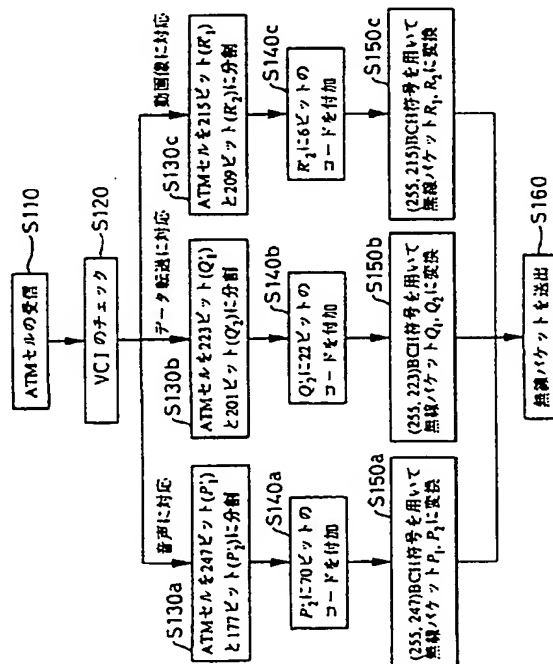 ATMセルの受信
S110
VCIのチェック
S120
音声に対応
データ転送に対応
動画像に対応
S130a
ATMセルを247ビット(P'1)
と177ビット(P'2)に分割
S130b
ATMセルを223ビット(Q'1)
と201ビット(Q'2)に分割
S130c
ATMセルを215ビット(R'1)
と209ビット(R'2)に分割
S140a
P'2に70ビットの
コードを付加
S140b
Q'2に22ビットの
コードを付加
S140c
R'2に6ビットの
コードを付加
S150a
(255, 247)BCH符号を用いて
無線パケットP1, P2に変換
S150b
(255, 223)BCH符号を用いて
無線パケットQ1, Q2に変換
S150c
(255, 215)BCH符号を用いて
無線パケットR1, R2に変換
S160
無線パケットを送出